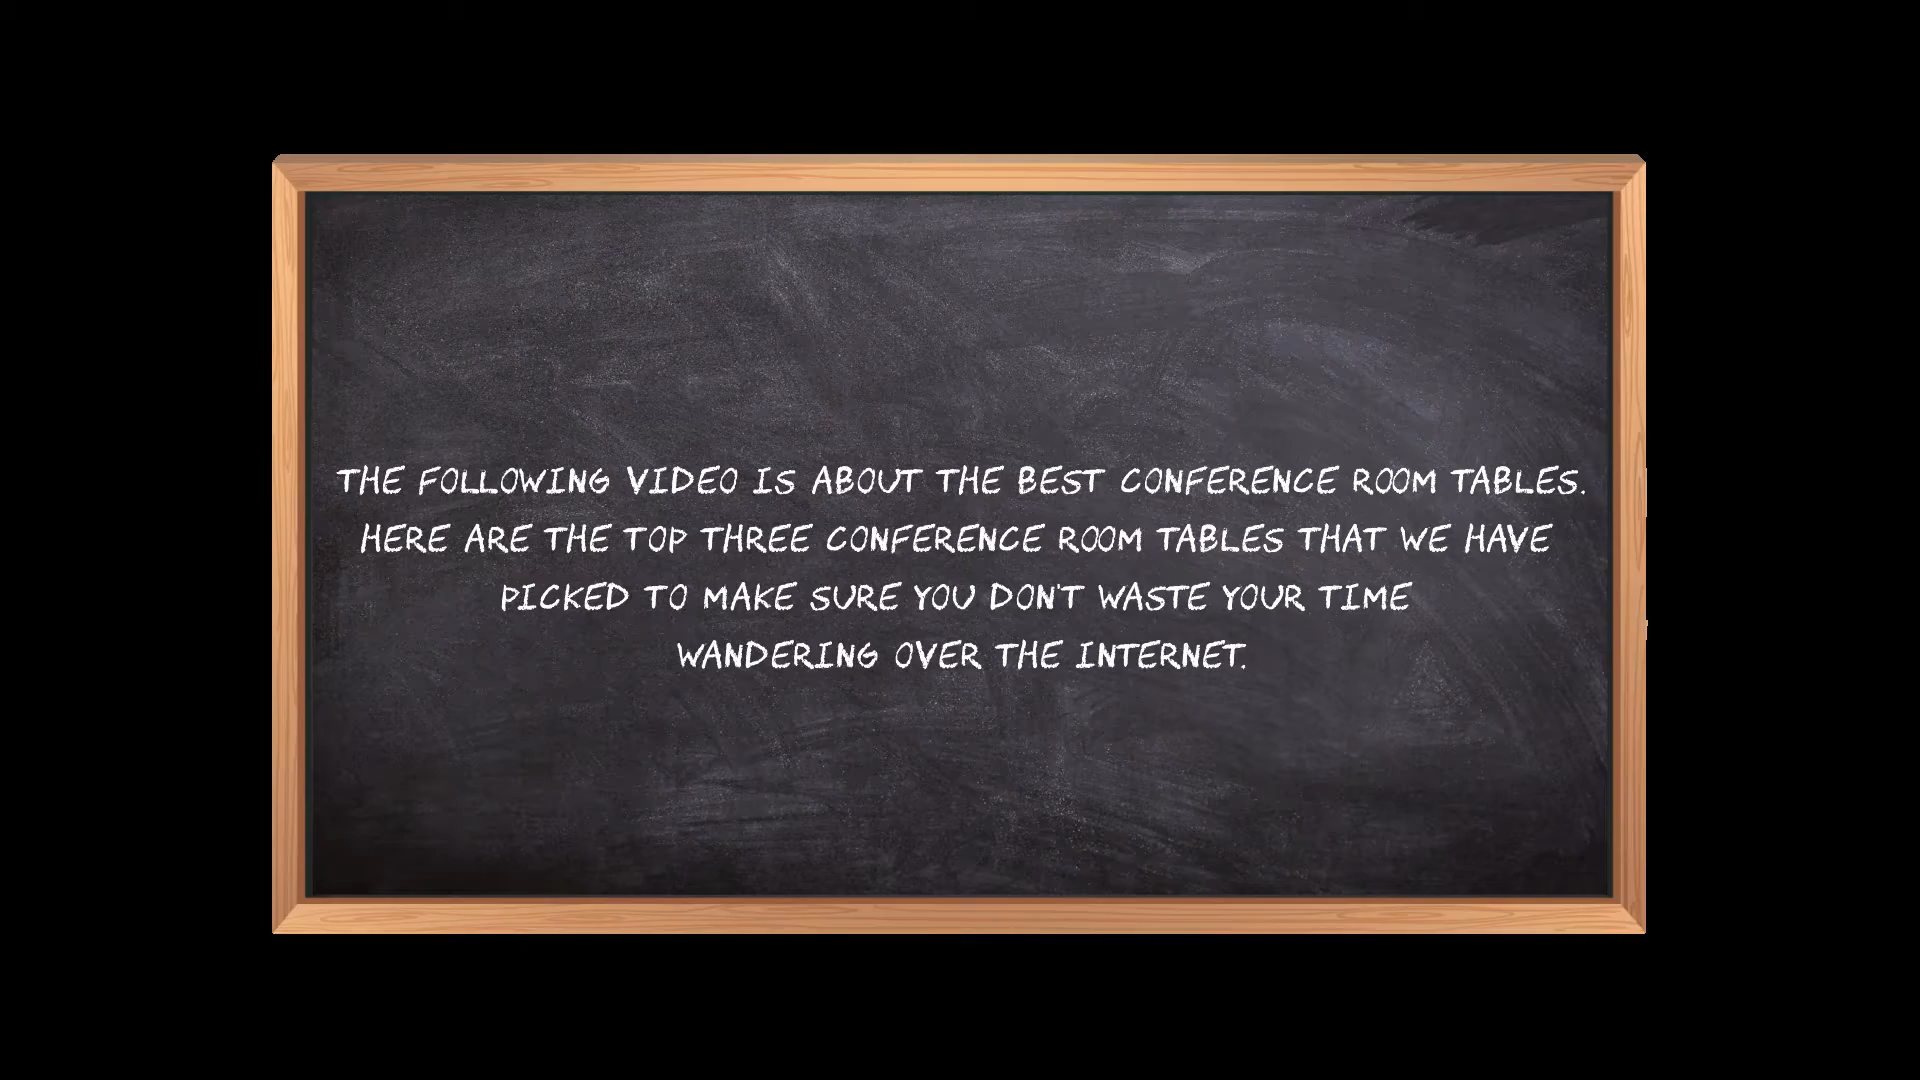 THE FOLLOWING VIDEO IS ABOUT THE BEST CONFERENCE ROOM TABLES.
HERE ARE THE TOP THREE CONFERENCE ROOM TABLES THAT WE HAVE
PICKED TO MAKE SURE YOU DON'T WASTE YOUR TIME
WANDERING OVER THE INTERNET.